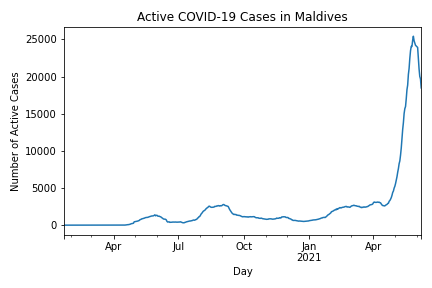 Active COVID-19 Cases in Maldives
Number of Active Cases
25000
20000
15000
10000
5000
0
Apr
Jul
Oct
Jan
2021
Apr
Day